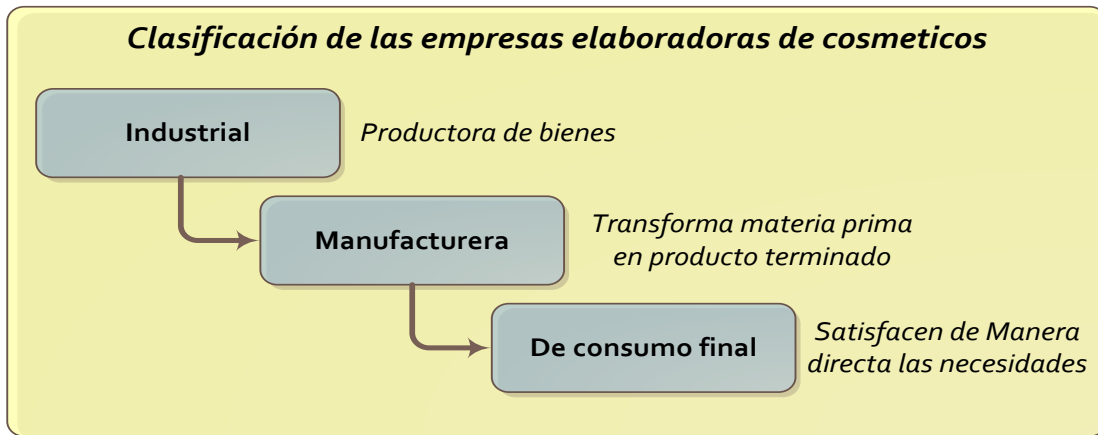 Clasificación de las empresas elaboradoras de cosmeticos
Industrial
Productora de bienes
Manufacturera
Transforma materia prima
en producto terminado
De consumo final
Satisfacen de Manera
directa las necesidades